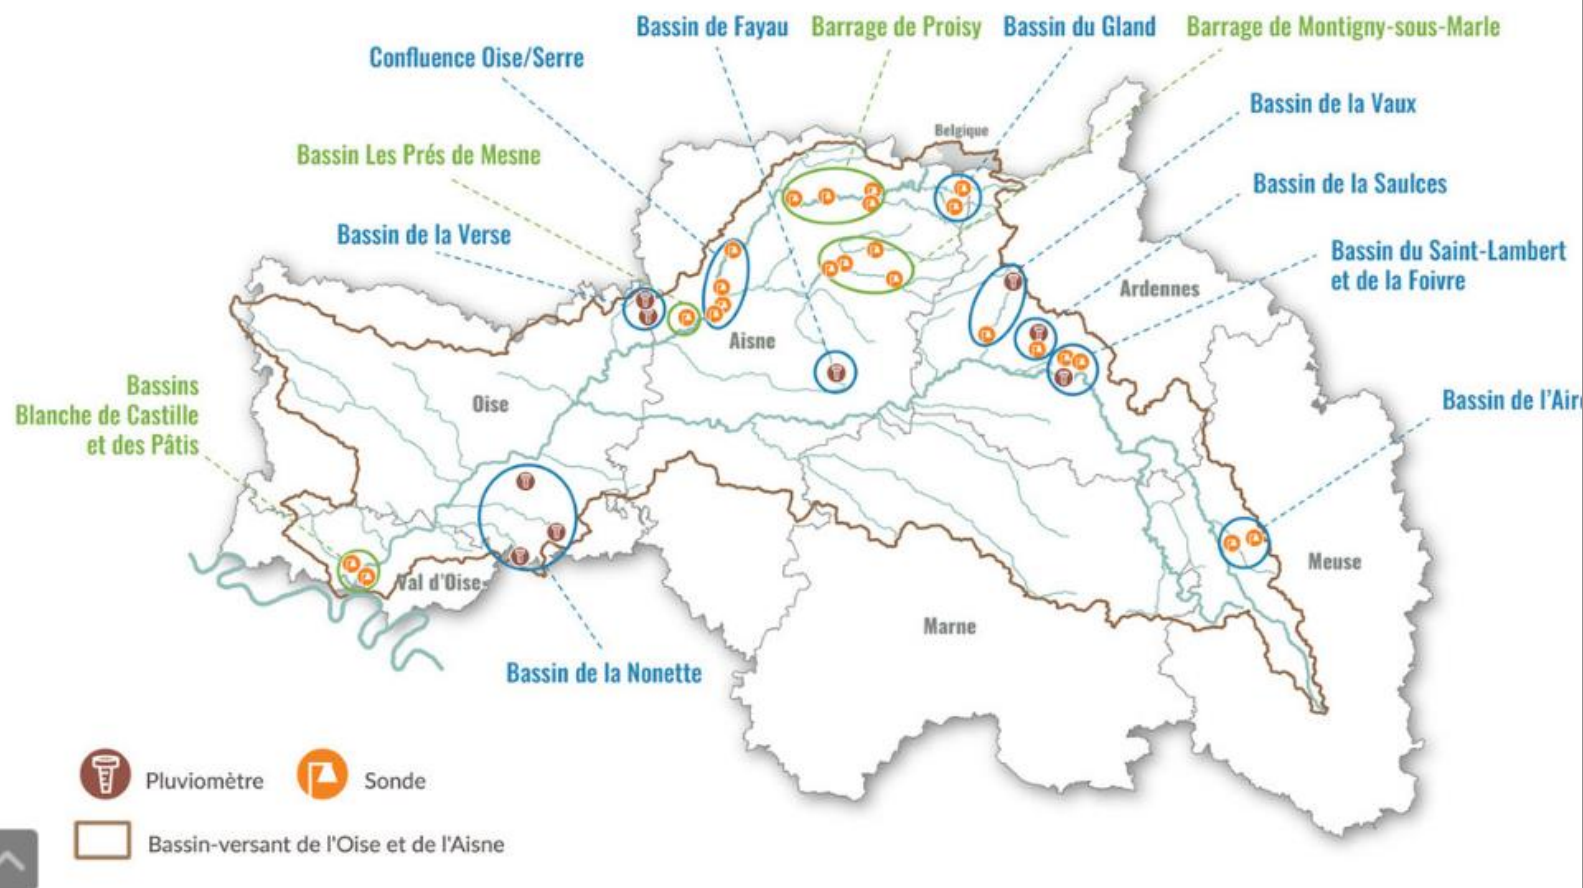 Bassin de Fayau
Barrage de Proisy
Bassin du Gland
Barrage de Montigny-sous-Marle
Confluence Oise/Serre
Bassin de la Vaux
Belgique
Bassin Les Prés de Mesne
Bassin de la Saulces
Bassin de la Verse
Bassin du Saint-Lambert
et de la Foivre
Ardennes
Aisne
Bassins
Blanche de Castille
et des Pâtis
Oise
Bassin de l'Aire
Val d'Oise
Meuse
Marne
Bassin de la Nonette
Pluviomètre
Sonde
Bassin-versant de l'Oise et de l'Aisne